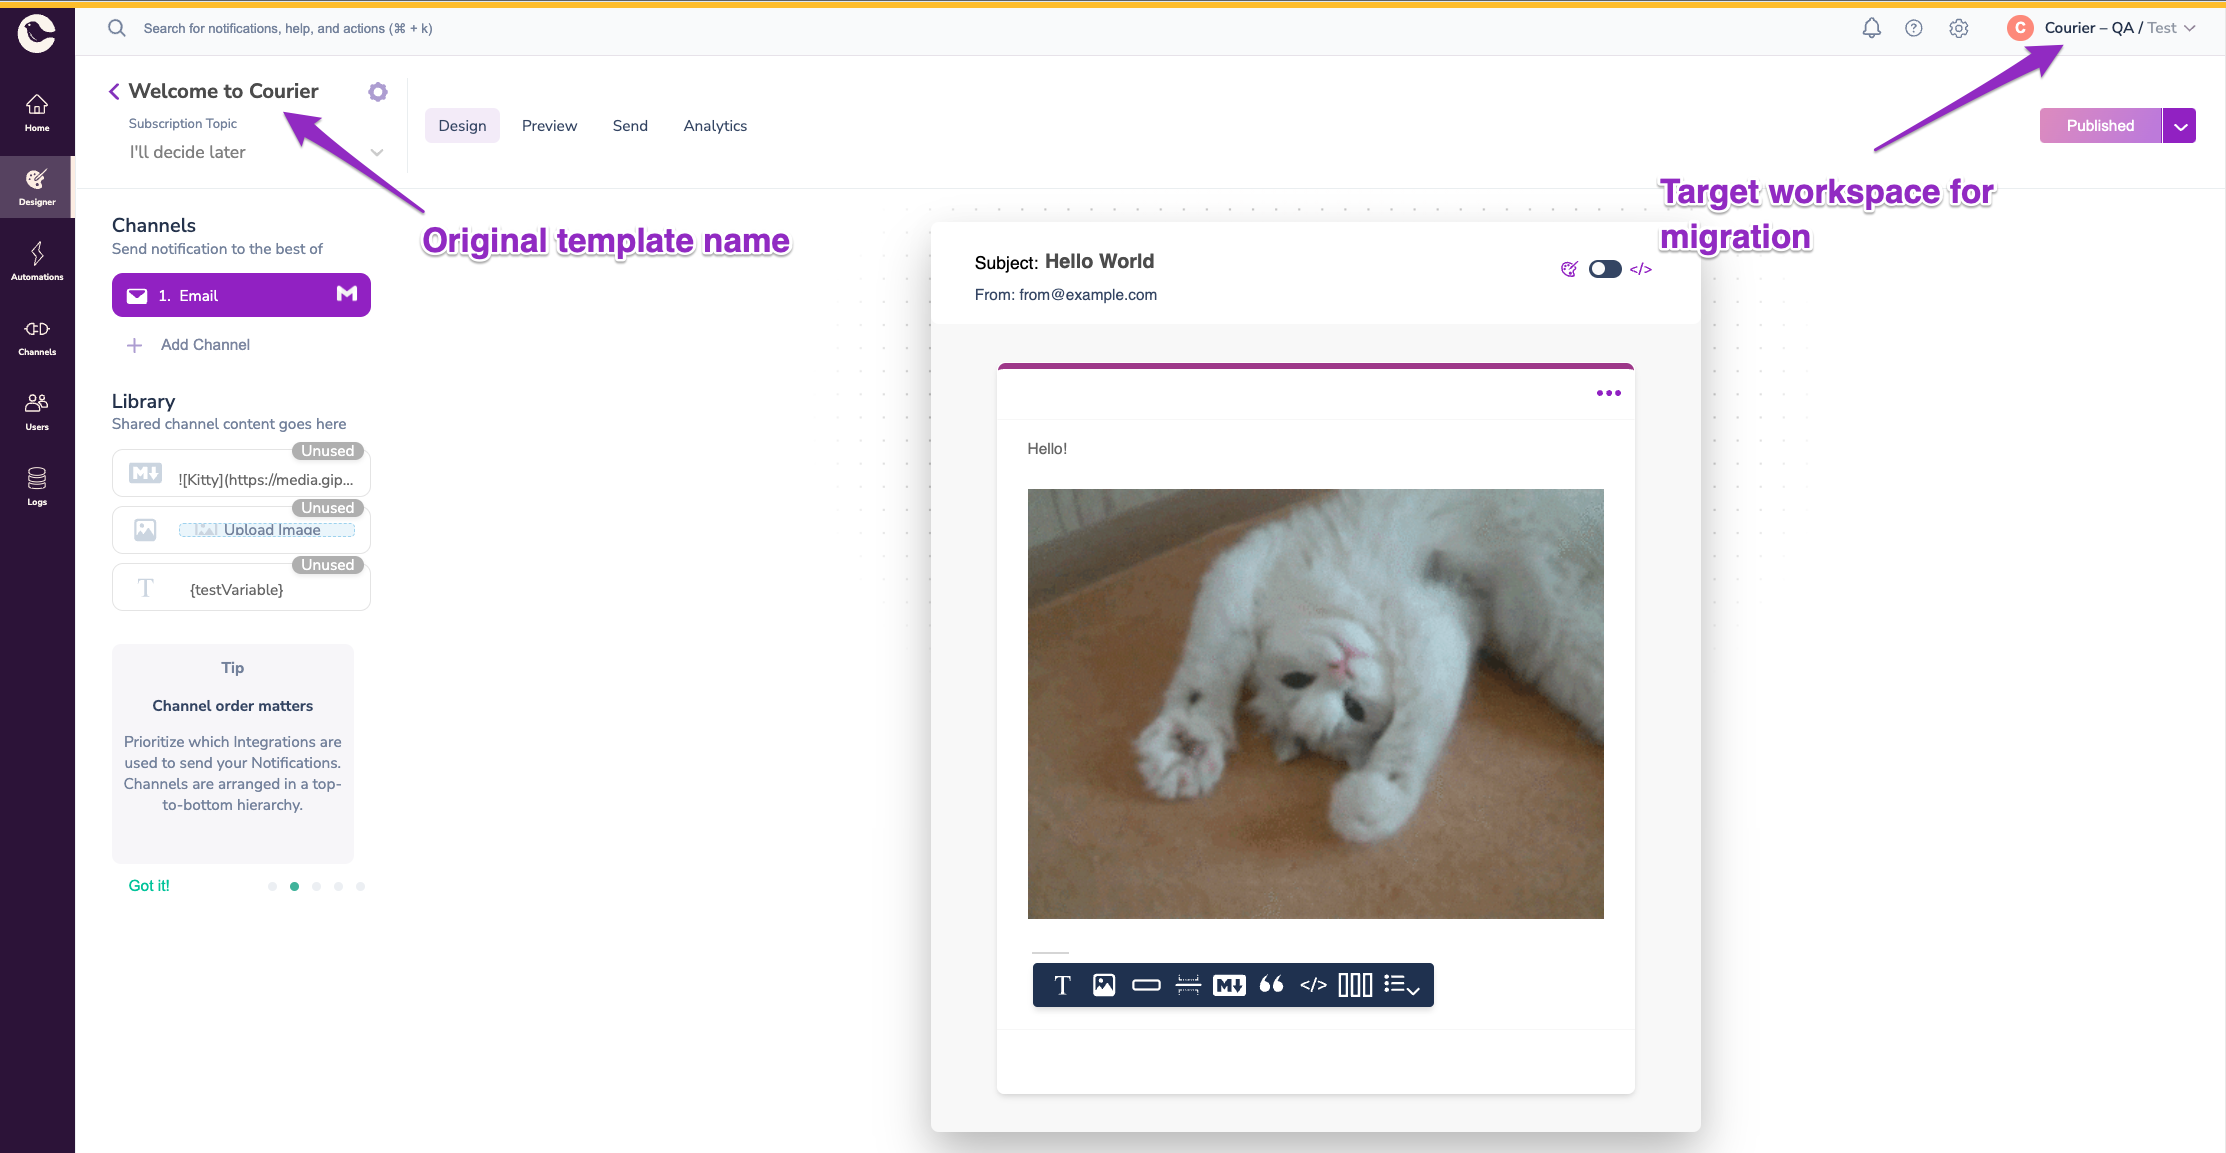 Search for notifications, help, and actions (⌘ + k)
C Courier – QA / Test
Home
Designer
Automations
Channels
Users
Logs
Welcome to Courier
Subscription Topic
I'll decide later
Design Preview Send Analytics
Published
Original template name
Target workspace for
migration
Channels
Send notification to the best of
1. Email
Add Channel
Library
Shared channel content goes here
Unused
M↓ ![Kitty](https://media.gip...
Unused
Upload Image
Unused
T {testVariable}
Tip
Channel order matters
Prioritize which Integrations are
used to send your Notifications.
Channels are arranged in a top-
to-bottom hierarchy.
Got it!
Subject: Hello World
</>
From: from@example.com
Hello!
T M↓ </>